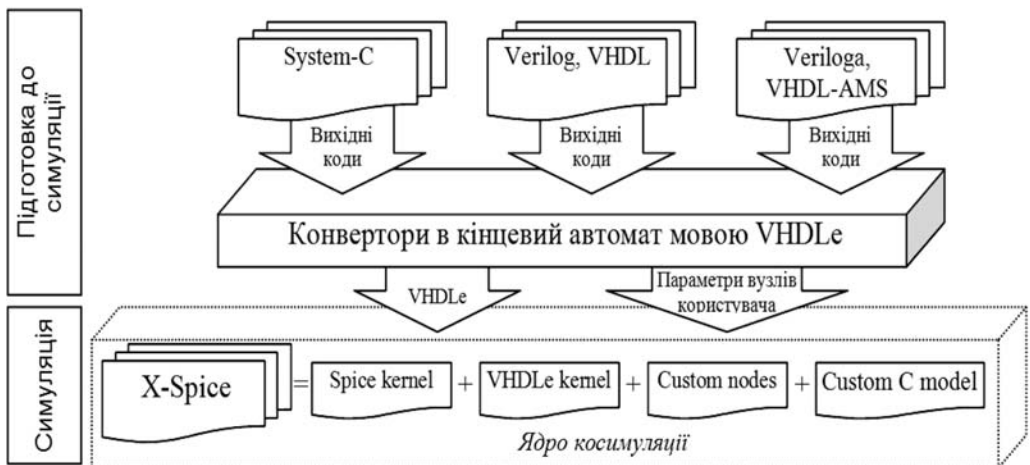 Підготовка до
симуляції
System-C
Verilog, VHDL
Veriloga,
VHDL-AMS
Вихідні
коди
Вихідні
коди
Вихідні
коди
Конвертори в кінцевий автомат мовою VHDLe
VHDLe
Параметри вузлів
користувача
Симуляція
X-Spice
=
Spice kernel
+
VHDLe kernel
+
Custom nodes
+
Custom C model
Ядро косимуляції